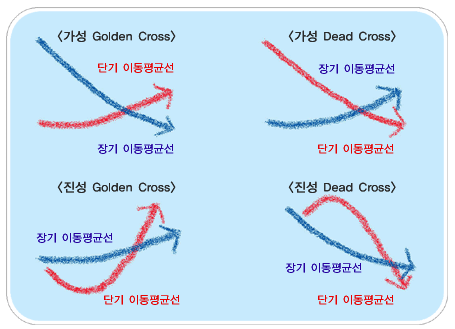 <가성 Golden Cross>
단기 이동평균선
장기 이동평균선
<가성 Dead Cross>
장기 이동평균선
단기 이동평균선
<진성 Golden Cross>
장기 이동평균선
단기 이동평균선
<진성 Dead Cross>
장기 이동평균선
단기 이동평균선